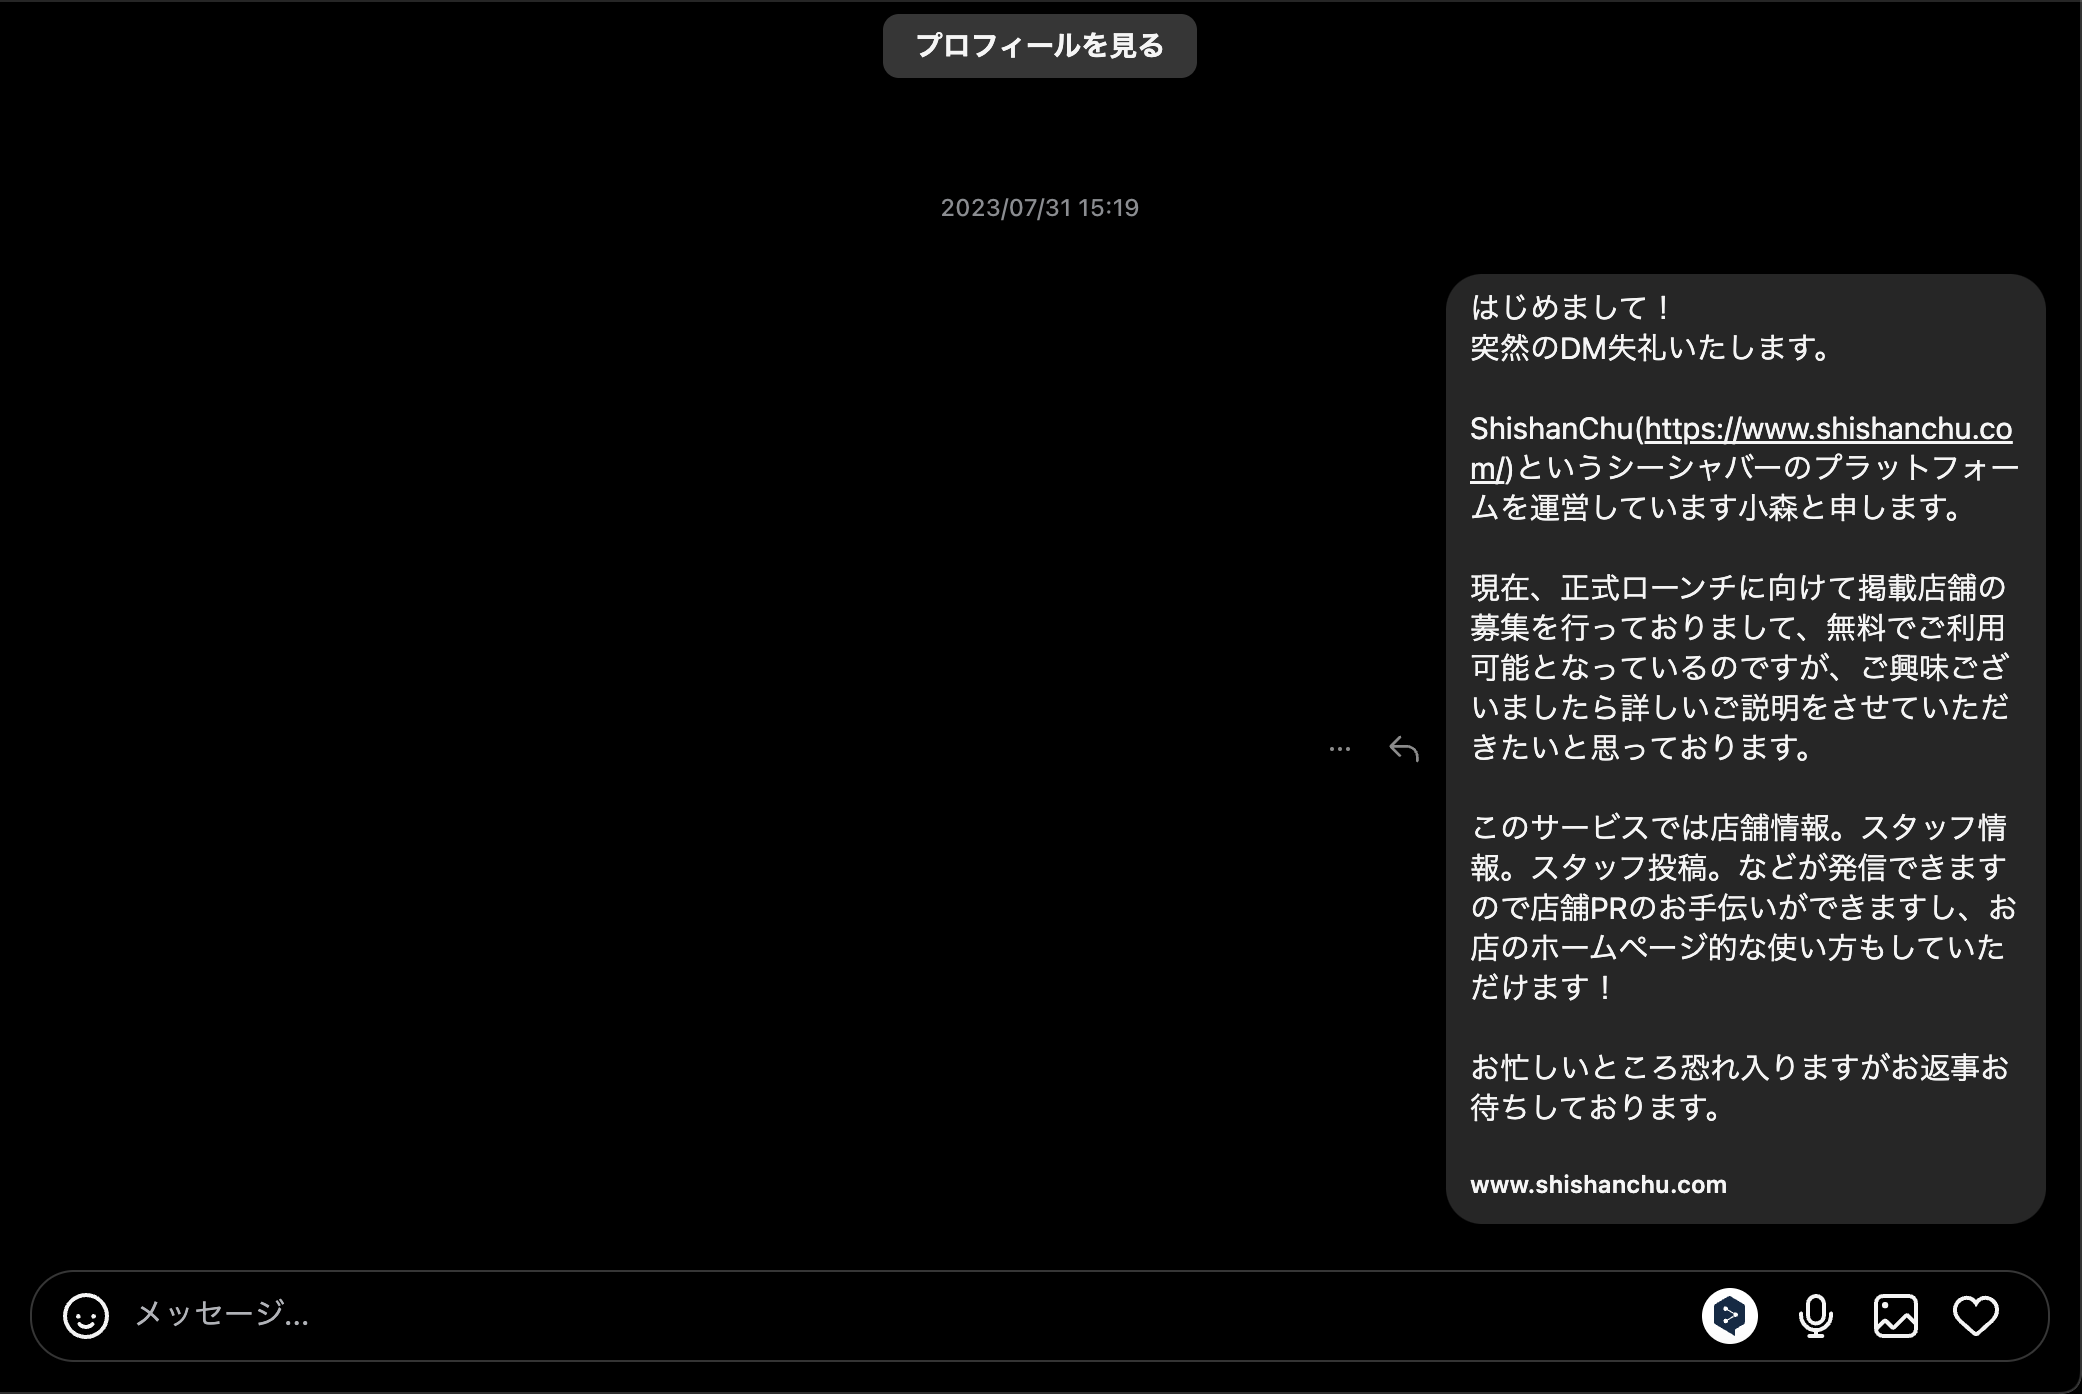 プロフィールを見る
2023/07/31 15:19
はじめまして！
突然のDM失礼いたします。
ShishanChu(https://www.shishanchu.co
m/)というシーシャバーのプラットフォー
ムを運営しています小森と申します。
現在、正式ローンチに向けて掲載店舗の
募集を行っておりまして、無料でご利用
可能となっているのですが、ご興味ござ
いましたら詳しいご説明をさせていただ
きたいと思っております。
このサービスでは店舗情報。スタッフ情
報。スタッフ投稿。などが発信できます
ので店舗PRのお手伝いができますし、お
店のホームページ的な使い方もしていた
だけます！
お忙しいところ恐れ入りますがお返事お
待ちしております。
www.shishanchu.com
メッセージ...